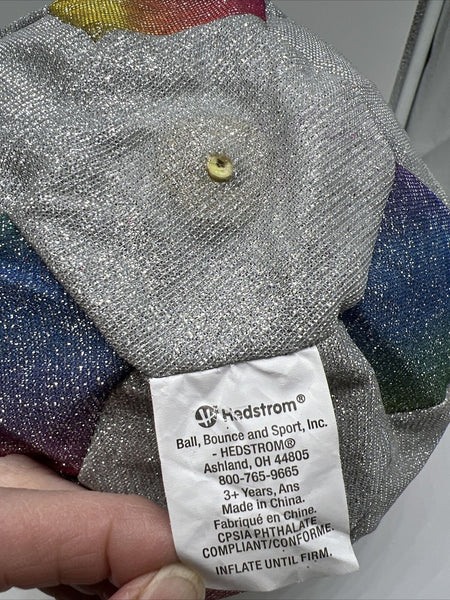 Hedstrom®
Ball, Bounce and Sport, Inc.
- HEDSTROM®
Ashland, OH 44805
800-765-9665
3+ Years, Ans
Made in China.
Fabriqué en Chine.
CPSIA PHTHALATE
COMPLIANT/CONFORME.
INFLATE UNTIL FIRM.